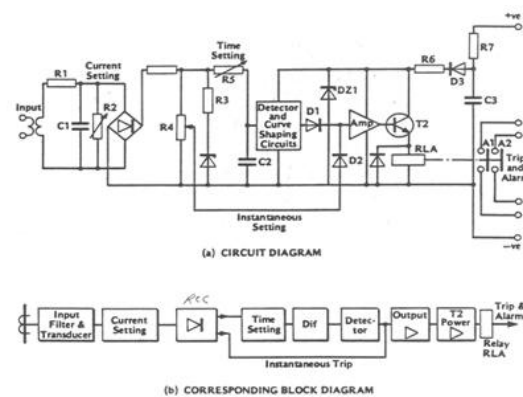 +ve
R7
Current
Setting
Time
Setting
R6
D3
R1
R5
Input
C1
R2
R3
R4
Detector
and
Curve
Shaping
Circuits
D1
DZ1
Amp
T2
C3
C2
D2
RLA
A1
A2
Trip
and
Alarm
Instantaneous
Setting
-ve
(a) CIRCUIT DIAGRAM
Input
Filter &
Transducer
Current
Setting
Time
Setting
Dif
Detec-
tor
Output
T2
Power
Trip &
Alarm
Relay
RLA
Instantaneous Trip
(b) CORRESPONDING BLOCK DIAGRAM